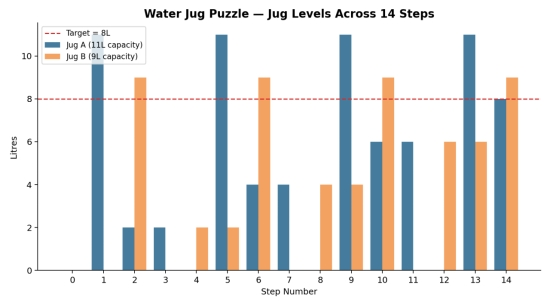 Water Jug Puzzle — Jug Levels Across 14 Steps
Target = 8L
Jug A (11L capacity)
Jug B (9L capacity)
Litres
10
8
6
4
2
0
0 1 2 3 4 5 6 7 8 9 10 11 12 13 14
Step Number